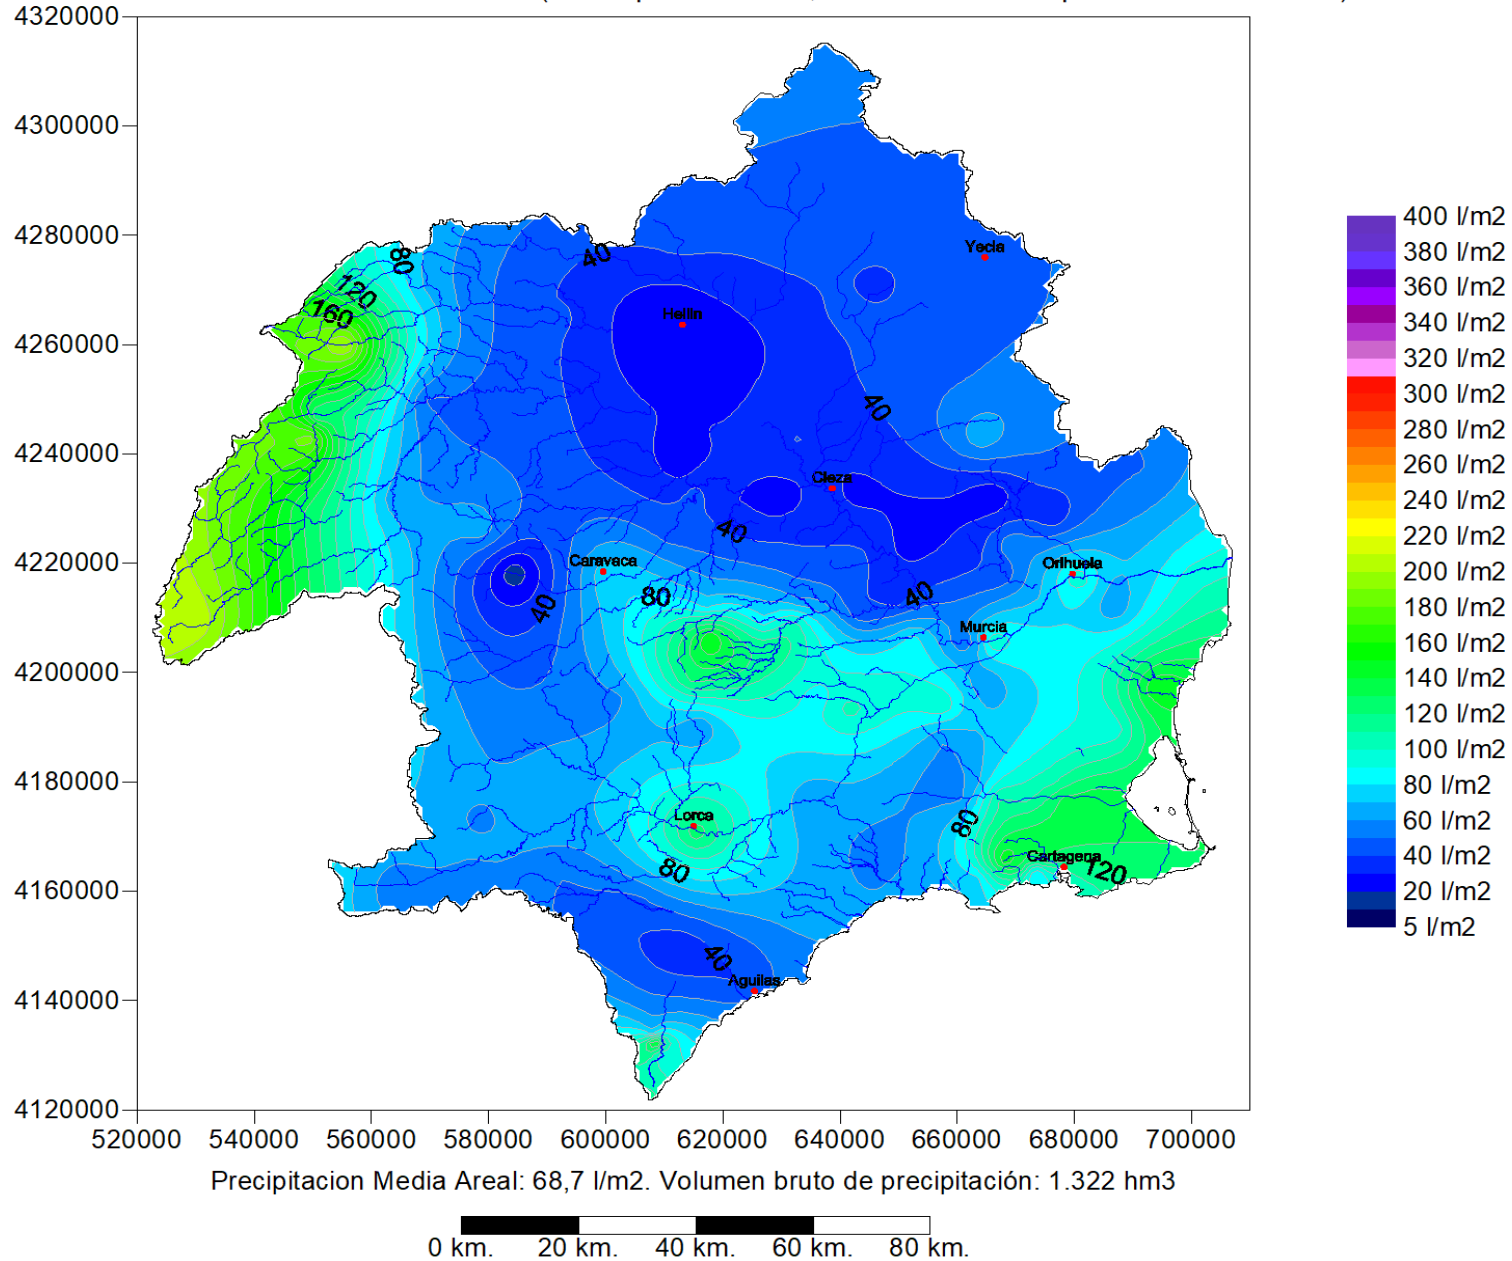 4320000
4300000
4280000
4260000
4240000
4220000
4200000
4180000
4160000
4140000
4120000
520000 540000 560000 580000 600000 620000 640000 660000 680000 700000
80
120
160
40
Yecla
Hellin
40
Cieza
40
Caravaca
Orihuela
80
40
40
Murcia
Lorca
80
80
Cartagena
120
40
Aguilas
400 l/m2
380 l/m2
360 l/m2
340 l/m2
320 l/m2
300 l/m2
280 l/m2
260 l/m2
240 l/m2
220 l/m2
200 l/m2
180 l/m2
160 l/m2
140 l/m2
120 l/m2
100 l/m2
80 l/m2
60 l/m2
40 l/m2
20 l/m2
5 l/m2
Precipitacion Media Areal: 68,7 l/m2. Volumen bruto de precipitación: 1.322 hm3
0 km. 20 km. 40 km. 60 km. 80 km.